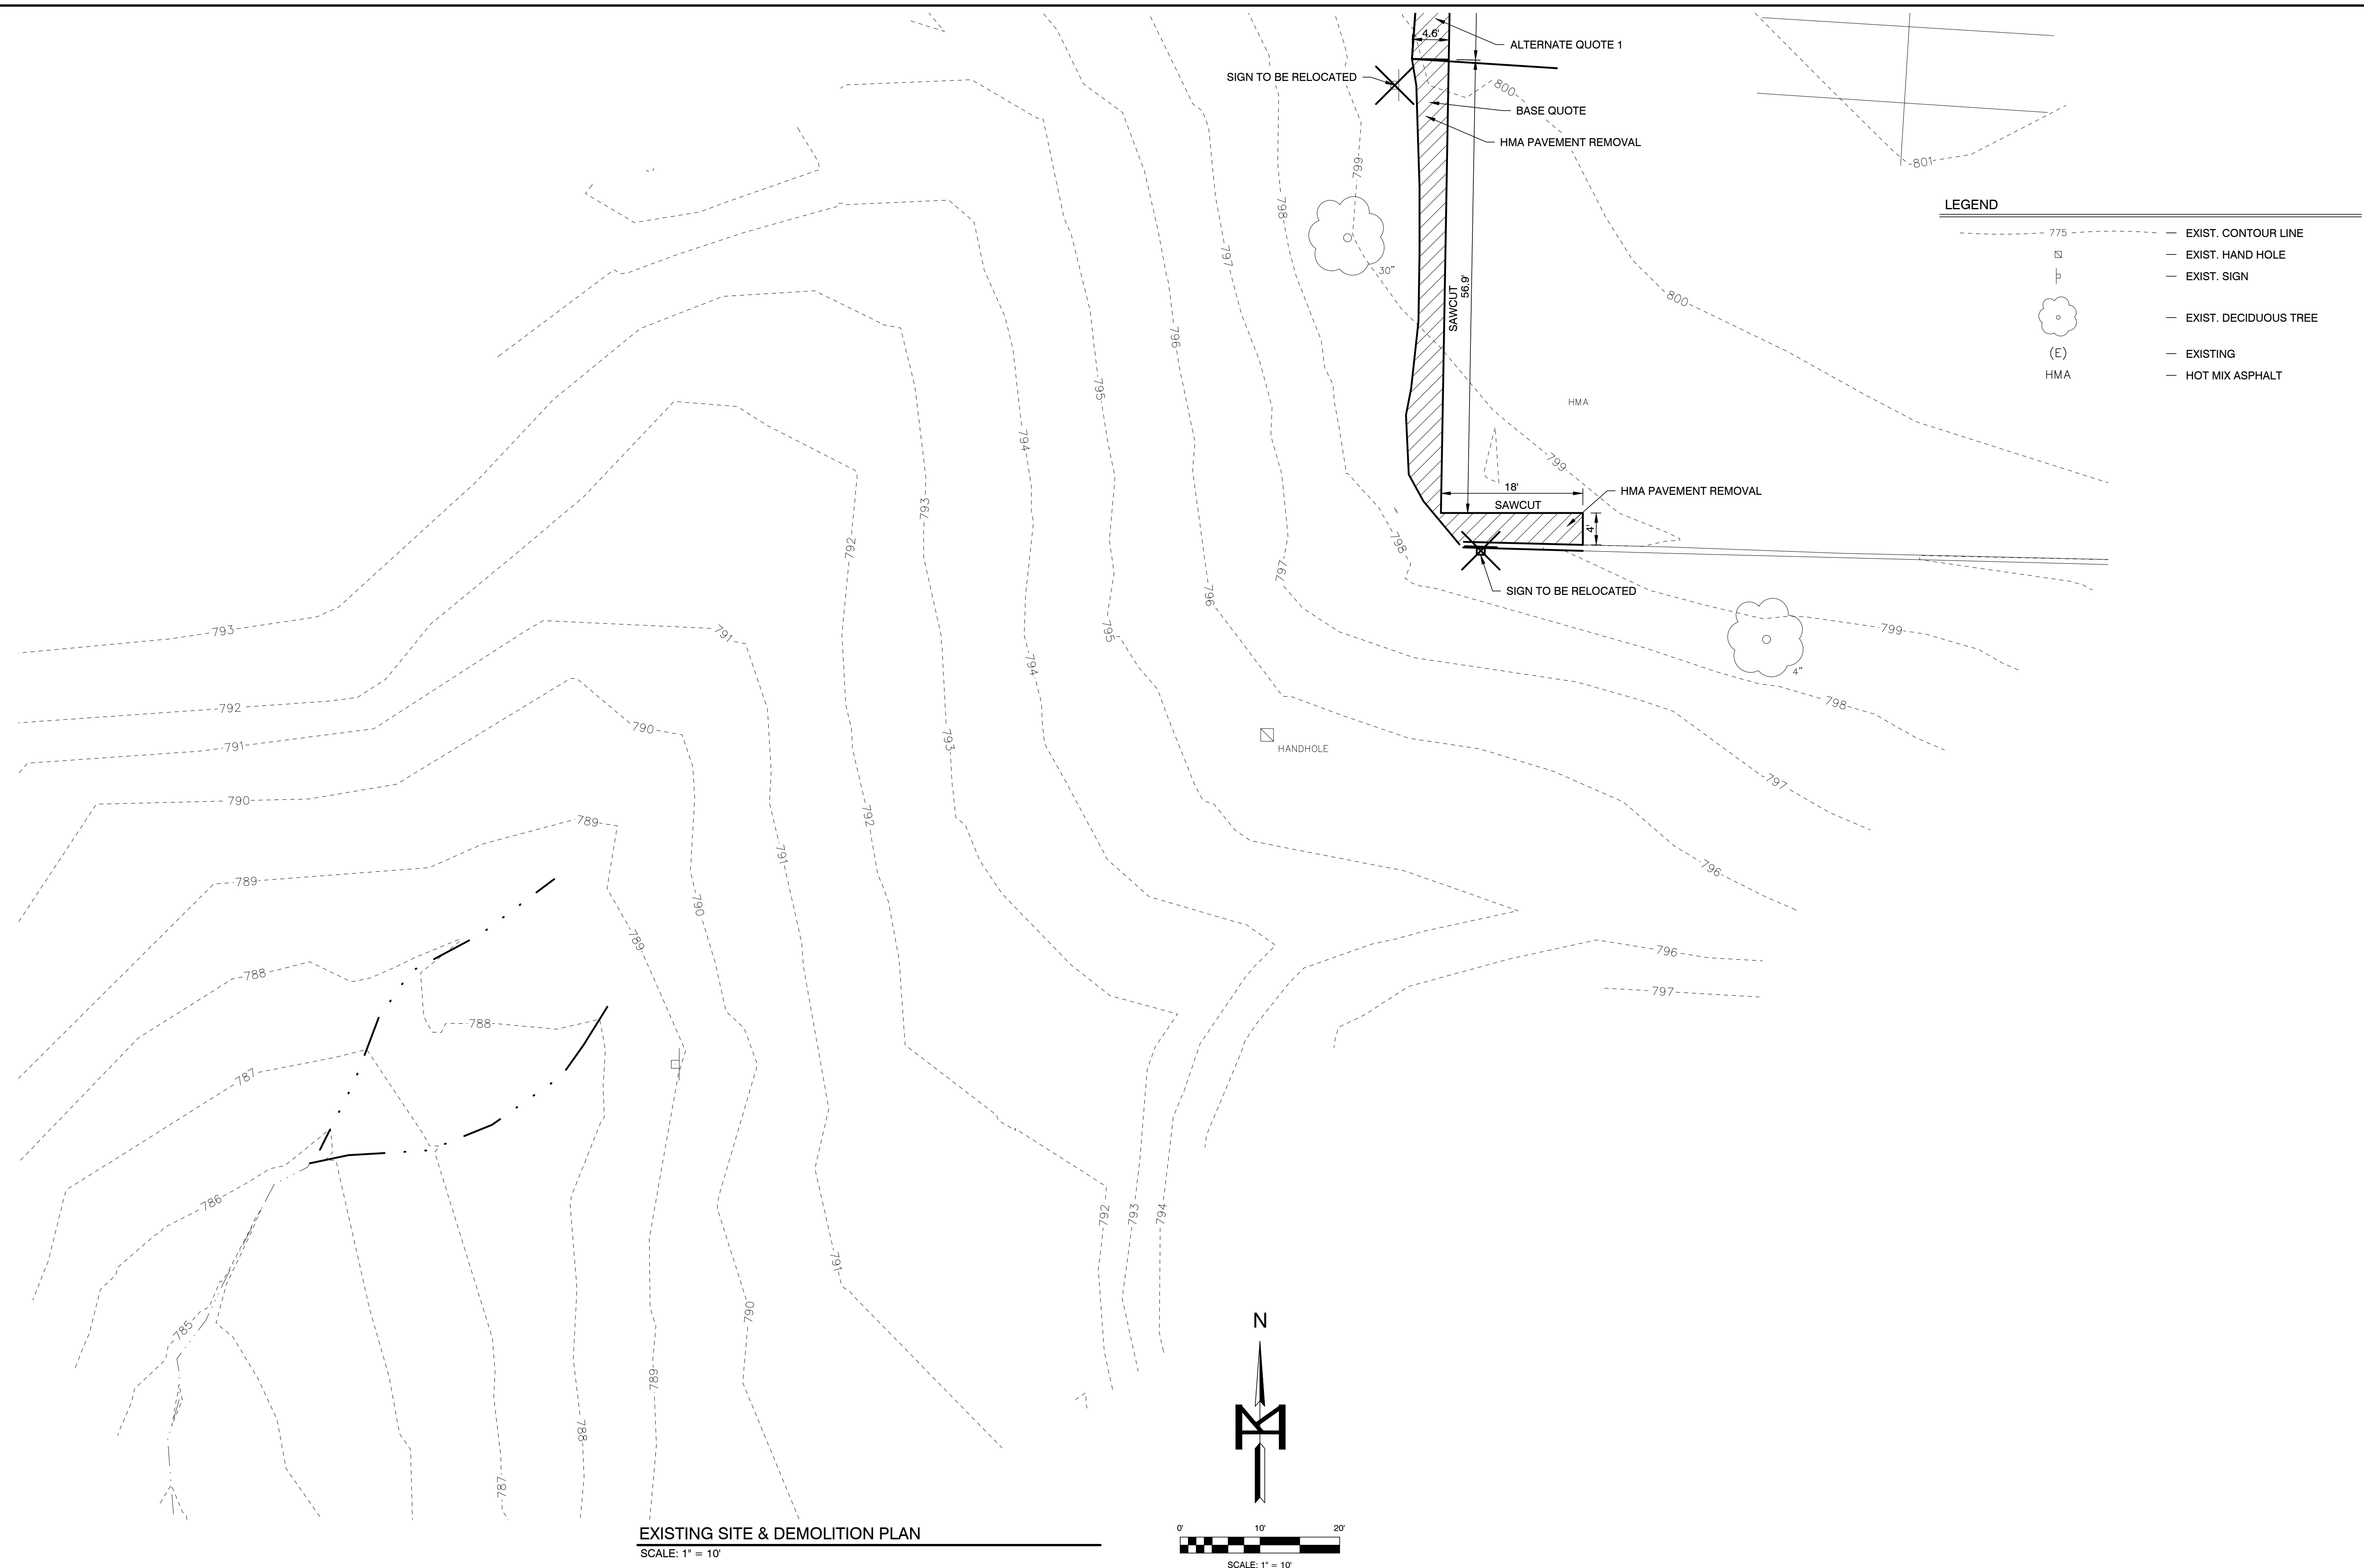 4.6'
ALTERNATE QUOTE 1
SIGN TO BE RELOCATED
800
BASE QUOTE
HMA PAVEMENT REMOVAL
799
801
798
30"
797
SAWCUT
56.9'
800
796
795
794
HMA
799
793
792
18'
SAWCUT
HMA PAVEMENT REMOVAL
4'
798
797
SIGN TO BE RELOCATED
796
795
794
799
4"
798
797
796
LEGEND
775 — EXIST. CONTOUR LINE
— EXIST. HAND HOLE
— EXIST. SIGN
— EXIST. DECIDUOUS TREE
(E) — EXISTING
HMA — HOT MIX ASPHALT
793
791
792
790
791
793
HANDHOLE
790
789
792
791
789
790
789
788
788
796
797
787
786
785
792
793
794
791
790
789
788
787
N
EXISTING SITE & DEMOLITION PLAN
SCALE: 1" = 10'
0' 10' 20'
SCALE: 1" = 10'